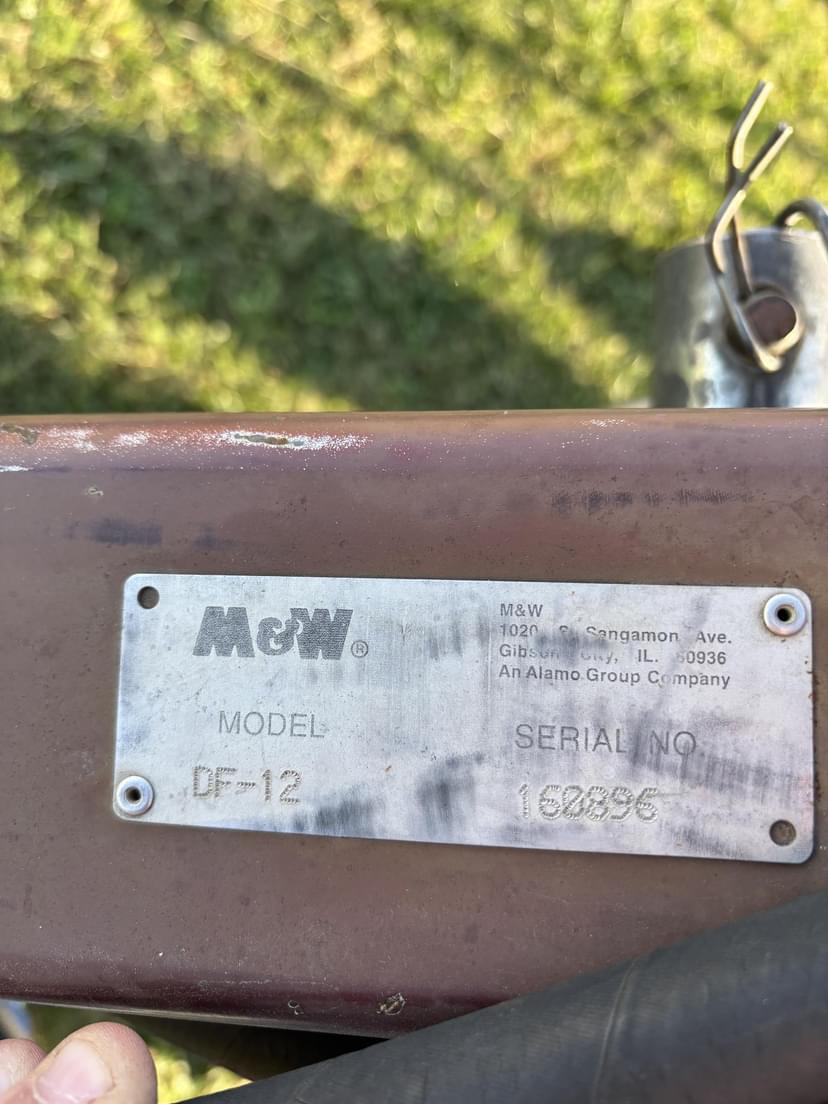 M&W®
M&W
1020 S. Sangamon Ave.
Gibson City, IL. 60936
An Alamo Group Company
MODEL
SERIAL NO.
DF-12
160896